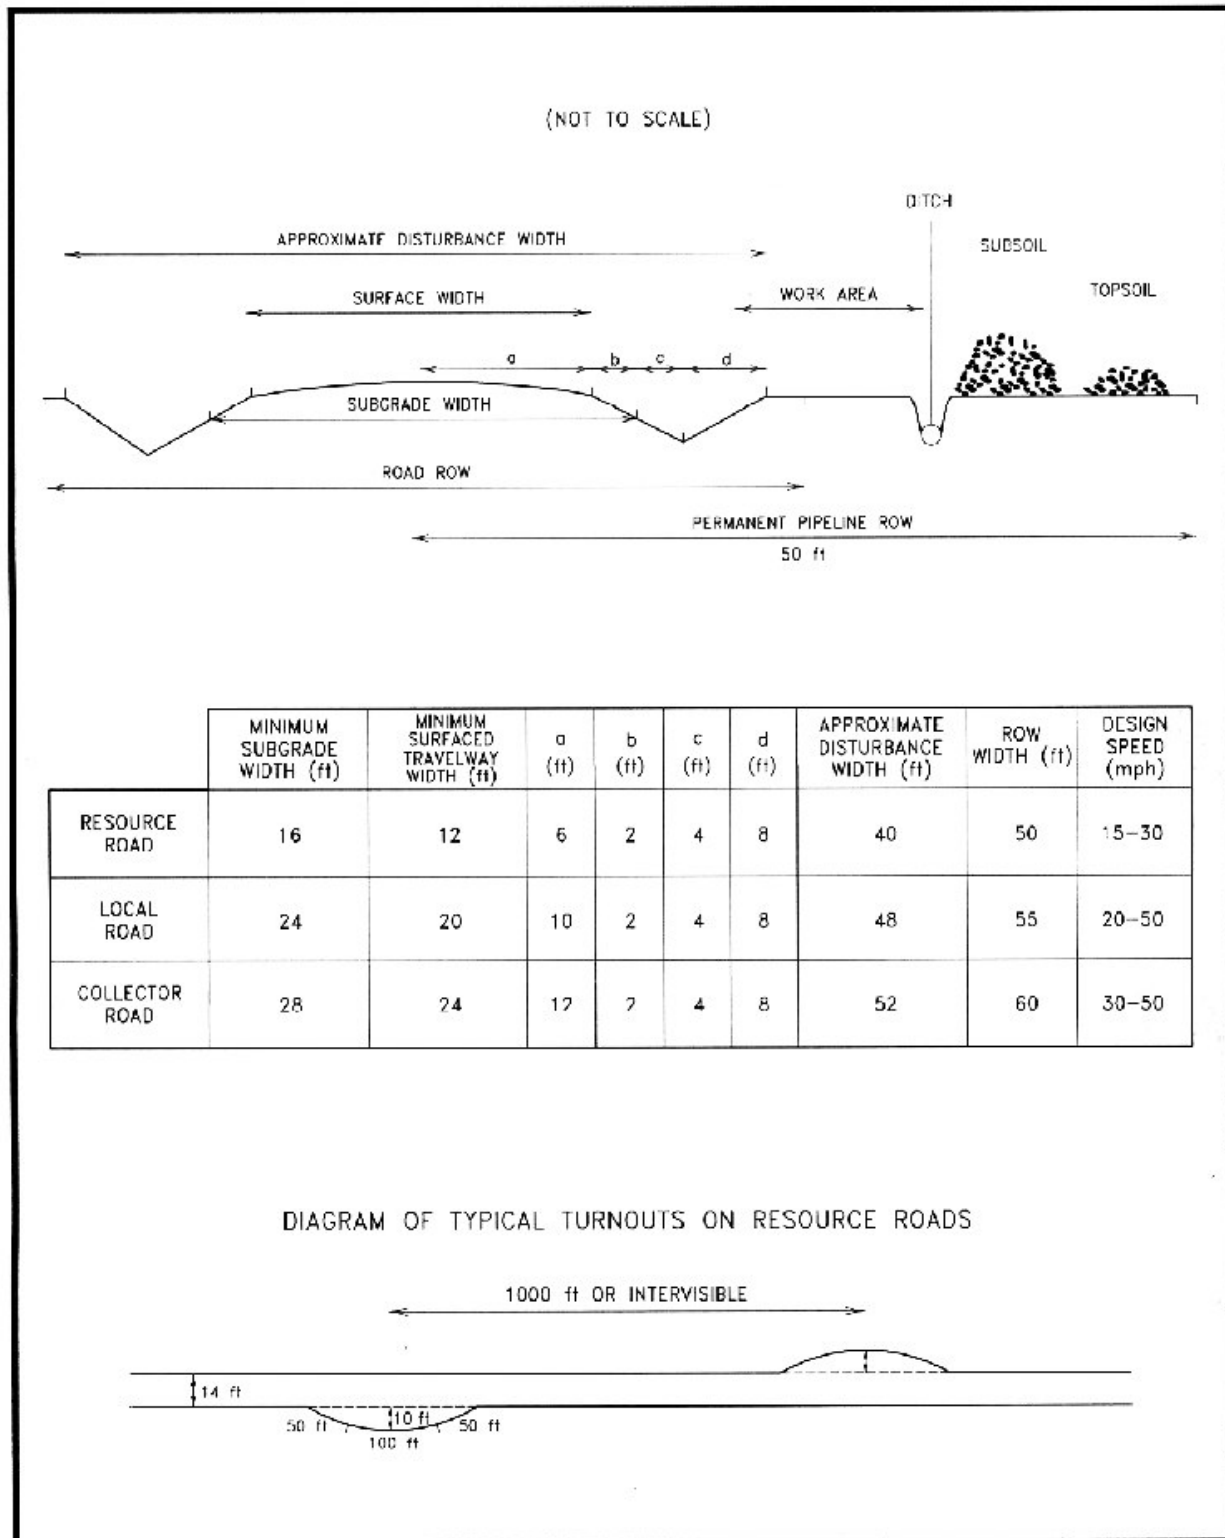 (NOT TO SCALE)
DITCH
APPROXIMATE DISTURBANCE WIDTH
SUBSOIL
SURFACE WIDTH
WORK AREA
TOPSOIL
a
b
c
d
SUBGRADE WIDTH
ROAD ROW
PERMANENT PIPELINE ROW
50 ft
MINIMUM SUBGRADE WIDTH (ft)
MINIMUM SURFACED TRAVELWAY WIDTH (ft)
a (ft)
b (ft)
c (ft)
d (ft)
APPROXIMATE DISTURBANCE WIDTH (ft)
ROW WIDTH (ft)
DESIGN SPEED (mph)
RESOURCE ROAD 16 12 6 2 4 8 40 50 15-30
LOCAL ROAD 24 20 10 2 4 8 48 55 20-50
COLLECTOR ROAD 28 24 12 2 4 8 52 60 30-50
DIAGRAM OF TYPICAL TURNOUTS ON RESOURCE ROADS
1000 ft OR INTERVISIBLE
14 ft
50 ft
10 ft
50 ft
100 ft